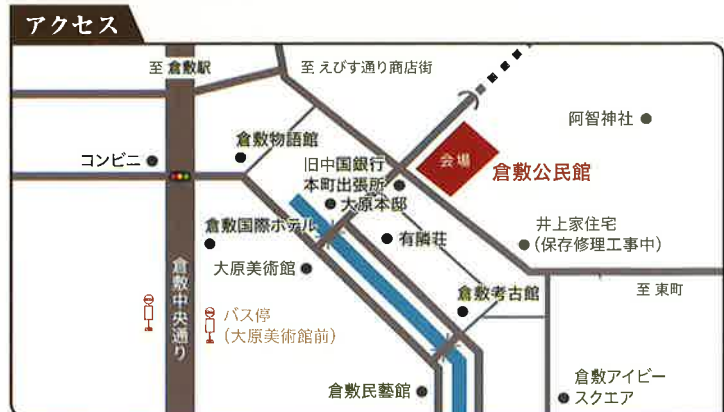 アクセス
至 倉敷駅
至 えびす通り商店街
阿智神社
倉敷物語館
コンビニ
旧中国銀行
本町出張所
会場
倉敷公民館
大原本邸
倉敷国際ホテル
有隣荘
井上家住宅
(保存修理工事中)
大原美術館
倉敷中央通り
倉敷考古館
至 東町
バス停
(大原美術館前)
倉敷民藝館
倉敷アイビー
スクエア